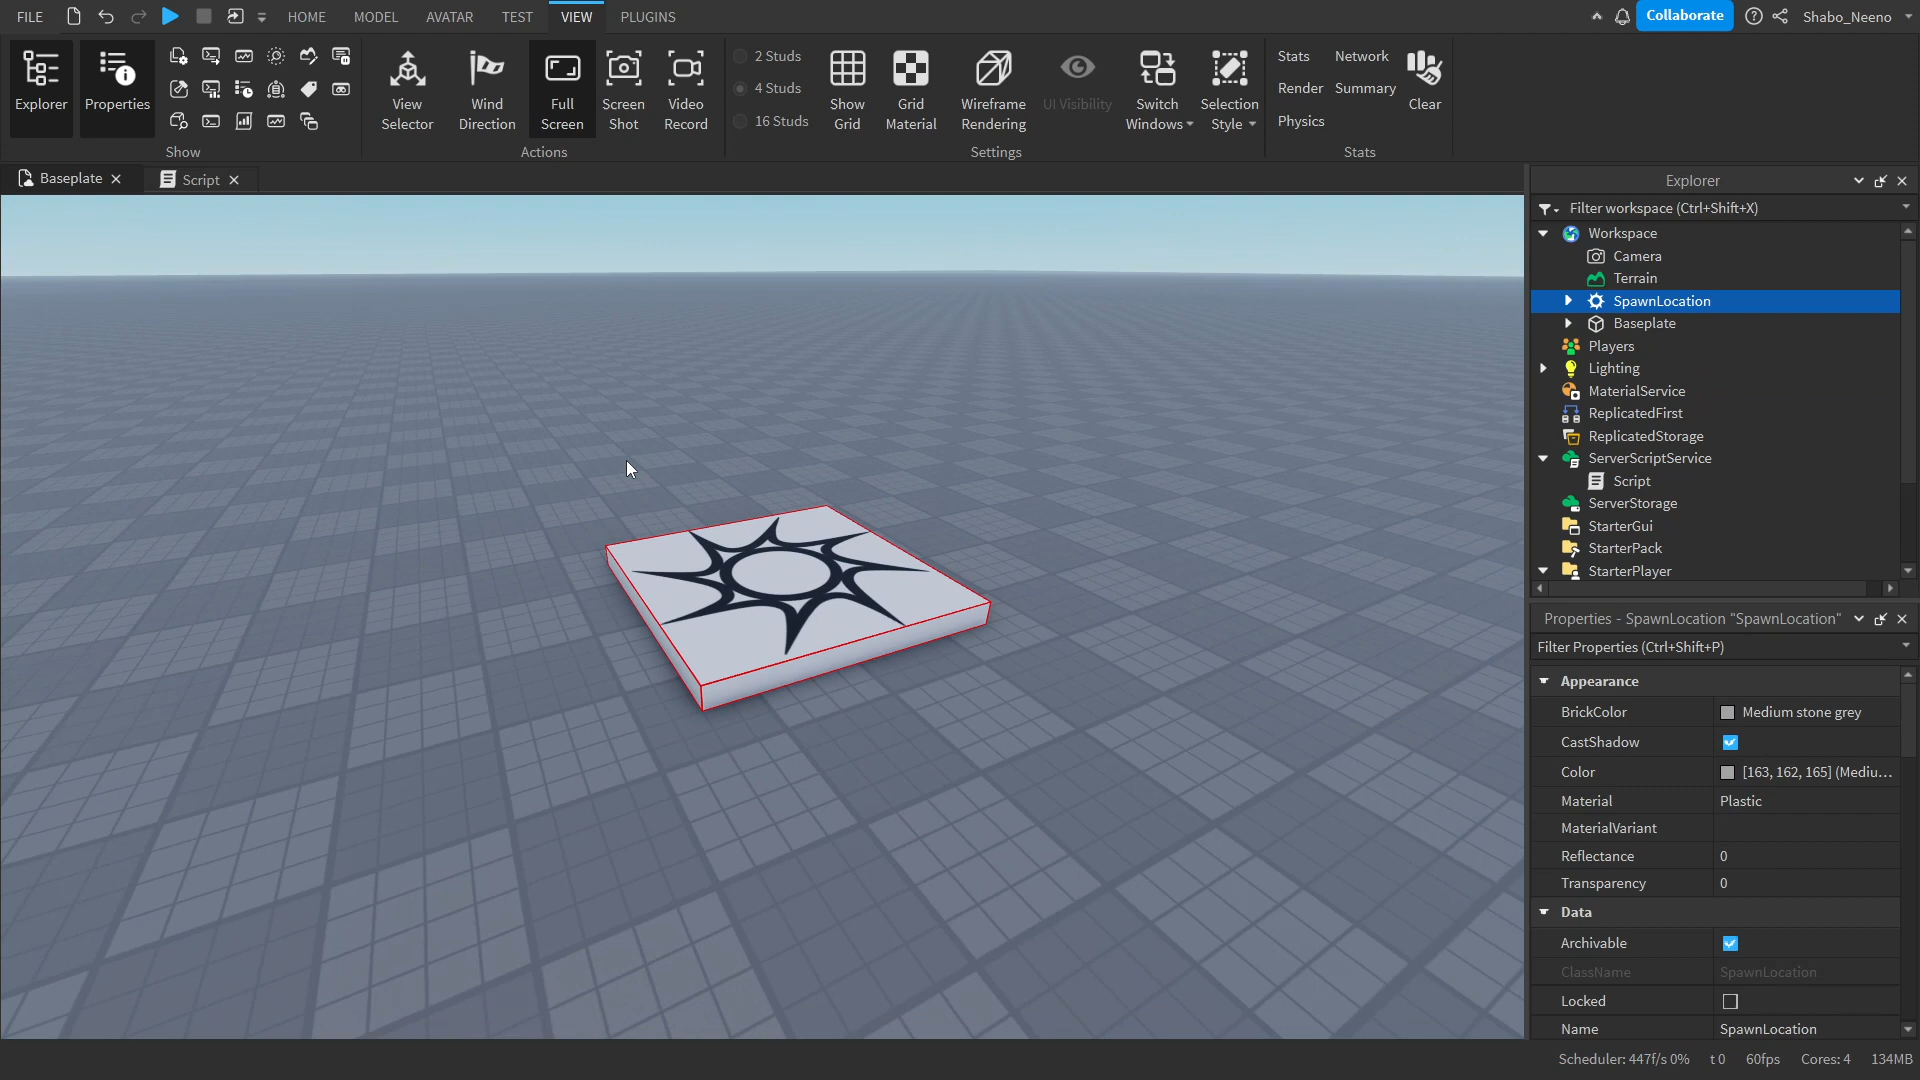 FILE HOME MODEL AVATAR TEST VIEW PLUGINS Collaborate Shabo_Neeno
Explorer
Properties
Show
View
Selector
Wind
Direction
Full
Screen
Screen
Shot
Video
Record
Actions
2 Studs
4 Studs
16 Studs
Show
Grid
Grid
Material
Wireframe
Rendering
UI Visibility
Switch
Windows
Selection
Style
Settings
Stats Network
Render Summary
Physics
Clear
Stats
Baseplate Script
Explorer
Filter workspace (Ctrl+Shift+X)
Workspace
Camera
Terrain
SpawnLocation
Baseplate
Players
Lighting
MaterialService
ReplicatedFirst
ReplicatedStorage
ServerScriptService
Script
ServerStorage
StarterGui
StarterPack
StarterPlayer
Properties - SpawnLocation "SpawnLocation"
Filter Properties (Ctrl+Shift+P)
Appearance
BrickColor Medium stone grey
CastShadow
Color [163, 162, 165] (Mediu...
Material Plastic
MaterialVariant
Reflectance 0
Transparency 0
Data
Archivable
ClassName SpawnLocation
Locked
Name SpawnLocation
Scheduler: 447f/s 0% t 0 60fps Cores: 4 134MB